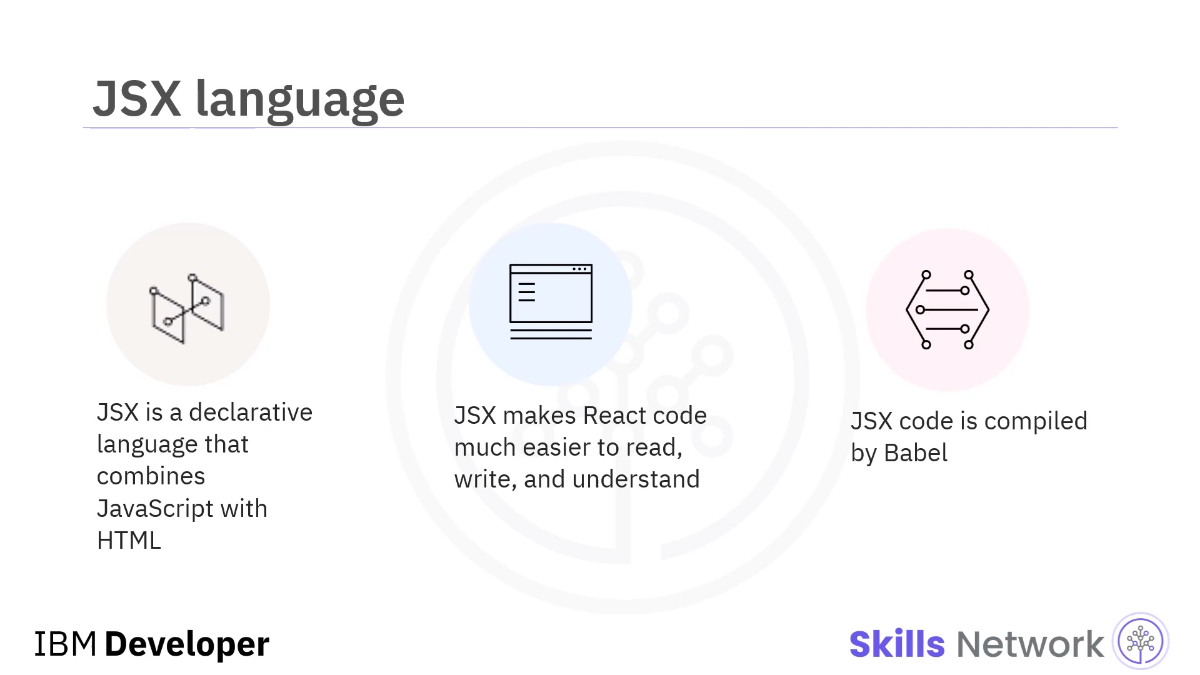 JSX language
JSX is a declarative
language that
combines
JavaScript with
HTML
JSX makes React code
much easier to read,
write, and understand
JSX code is compiled
by Babel
IBM Developer
Skills Network